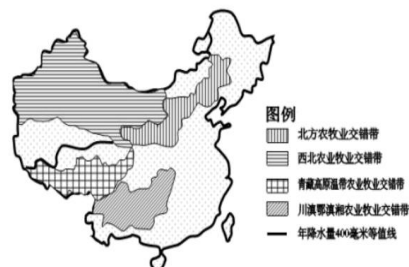 图例
北方农牧业交错带
西北农业牧业交错带
青藏高原温带农业牧业交错带
川滇鄂滇湘农业牧业交错带
年降水量400毫米等值线